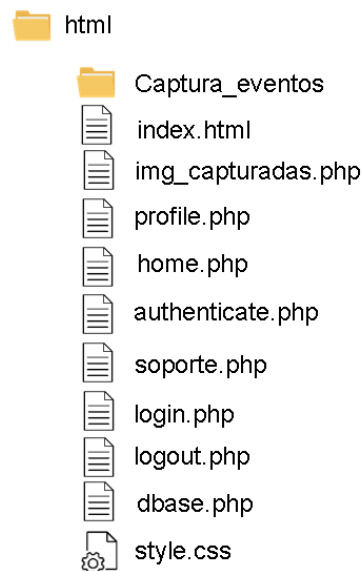 html
Captura_eventos
index.html
img_capturadas.php
profile.php
home.php
authenticate.php
soporte.php
login.php
logout.php
dbase.php
style.css